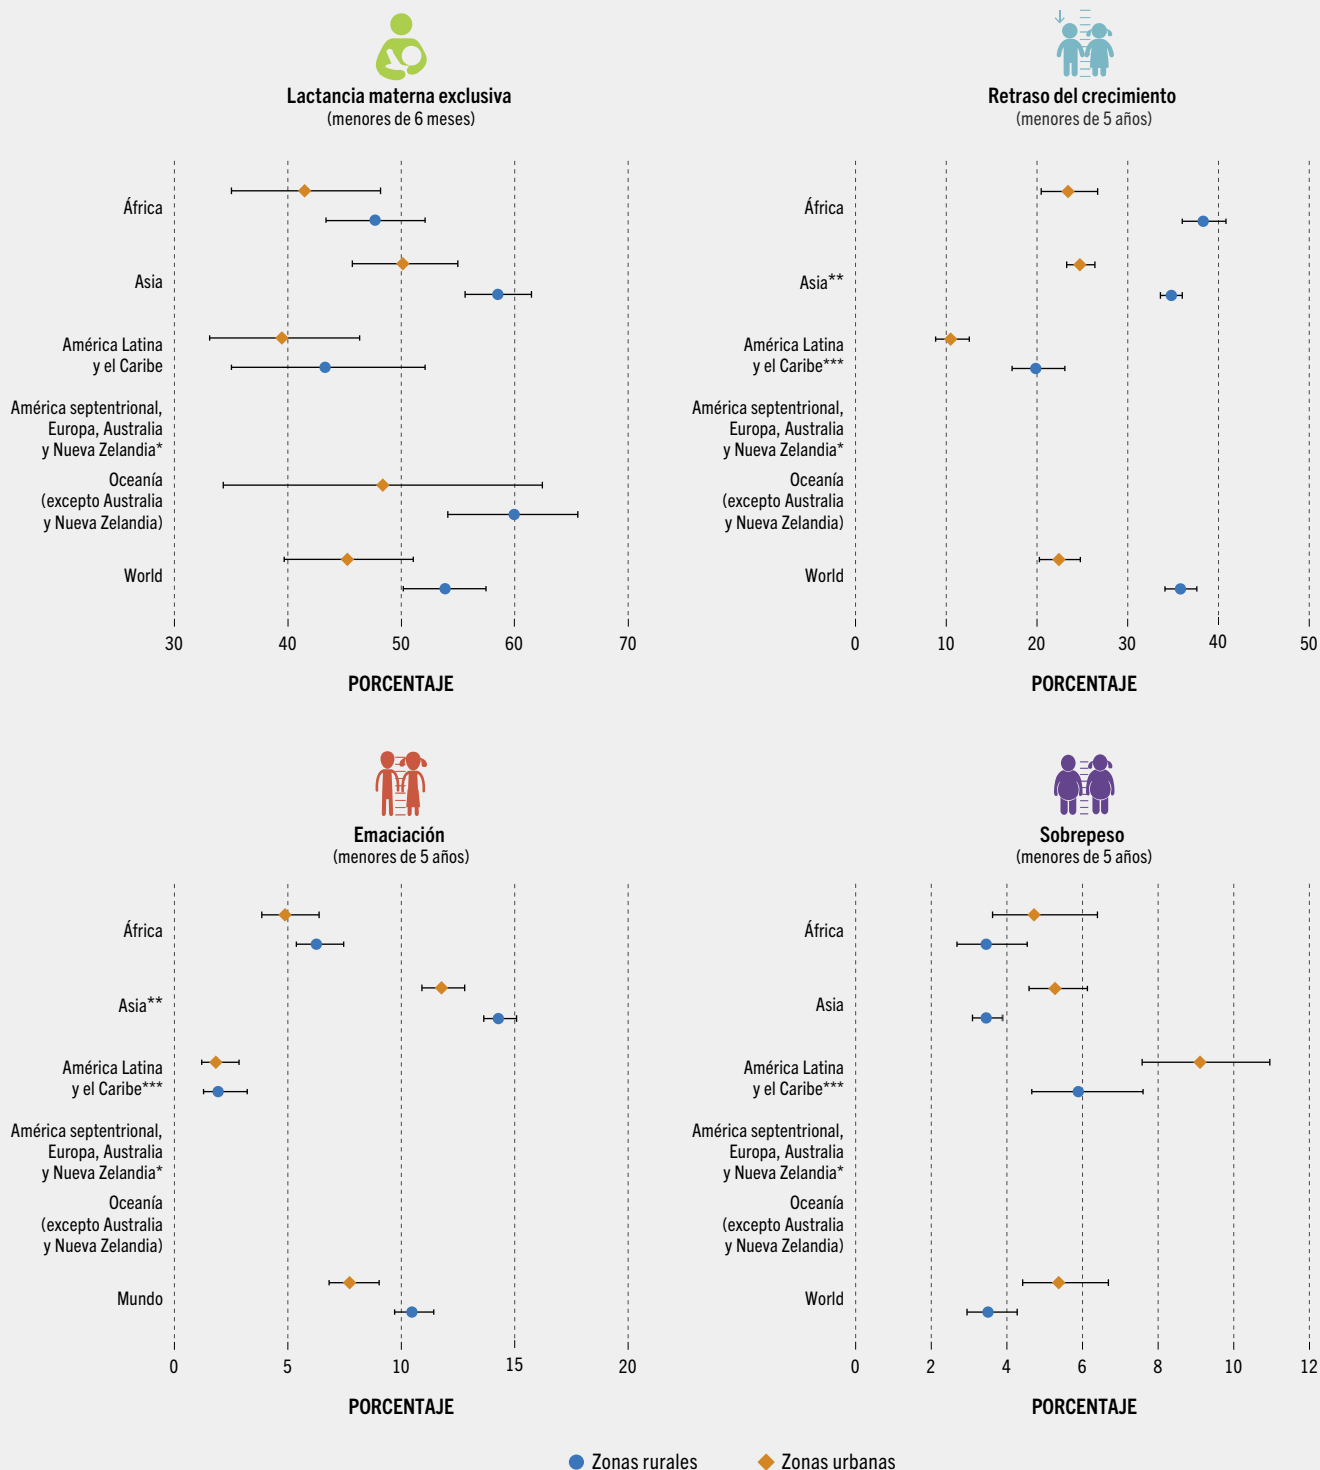 Lactancia materna exclusiva
(menores de 6 meses)
África
Asia
América Latina
y el Caribe
América septentrional,
Europa, Australia
y Nueva Zelandia*
Oceanía
(excepto Australia
y Nueva Zelandia)
World
30 40 50 60 70
PORCENTAJE
Retraso del crecimiento
(menores de 5 años)
África
Asia**
América Latina
y el Caribe***
América septentrional,
Europa, Australia
y Nueva Zelandia*
Oceanía
(excepto Australia
y Nueva Zelandia)
World
0 10 20 30 40 50
PORCENTAJE
Emaciación
(menores de 5 años)
África
Asia**
América Latina
y el Caribe***
América septentrional,
Europa, Australia
y Nueva Zelandia*
Oceanía
(excepto Australia
y Nueva Zelandia)
Mundo
0 5 10 15 20
PORCENTAJE
Sobrepeso
(menores de 5 años)
África
Asia
América Latina
y el Caribe***
América septentrional,
Europa, Australia
y Nueva Zelandia*
Oceanía
(excepto Australia
y Nueva Zelandia)
World
0 2 4 6 8 10 12
PORCENTAJE
Zonas rurales Zonas urbanas